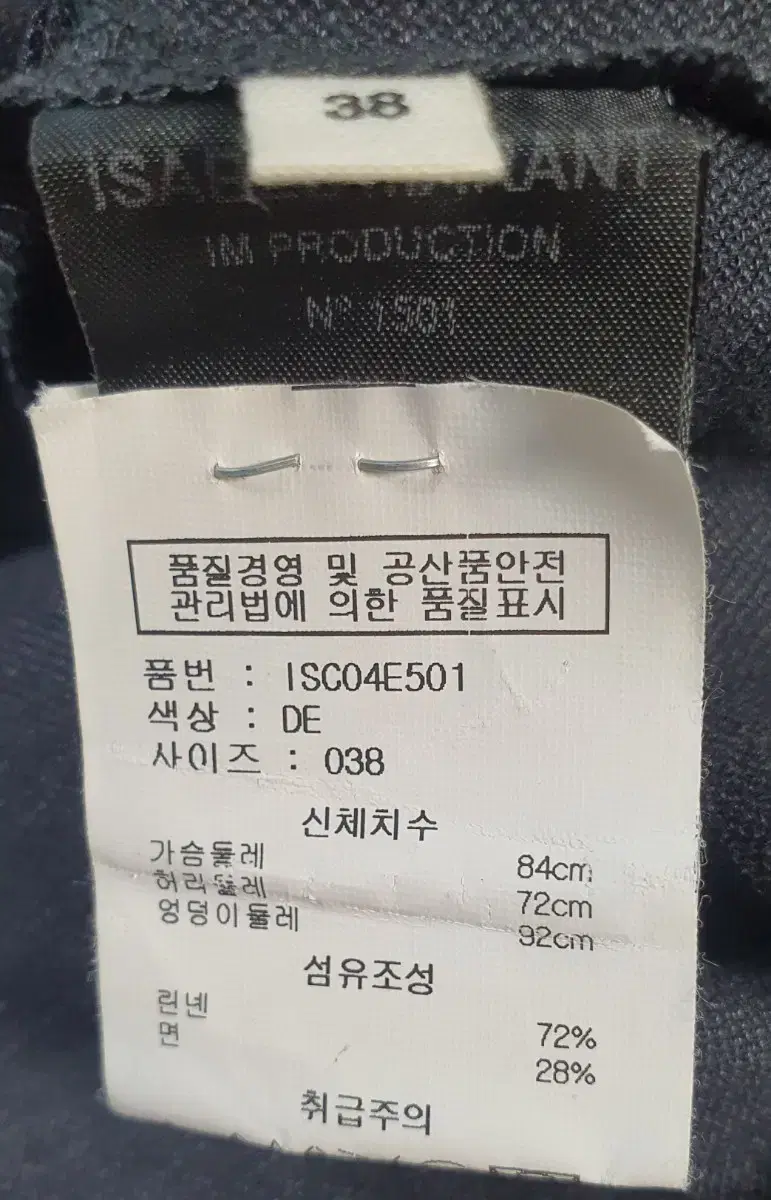 38
IM PRODUCTION
N° 1501
품질경영 및 공산품안전
관리법에 의한 품질표시
품번 : ISC04E501
색상 : DE
사이즈 : 038
신체치수
가슴둘레 84cm
허리둘레 72cm
엉덩이둘레 92cm
섬유조성
린넨 72%
면 28%
취급주의